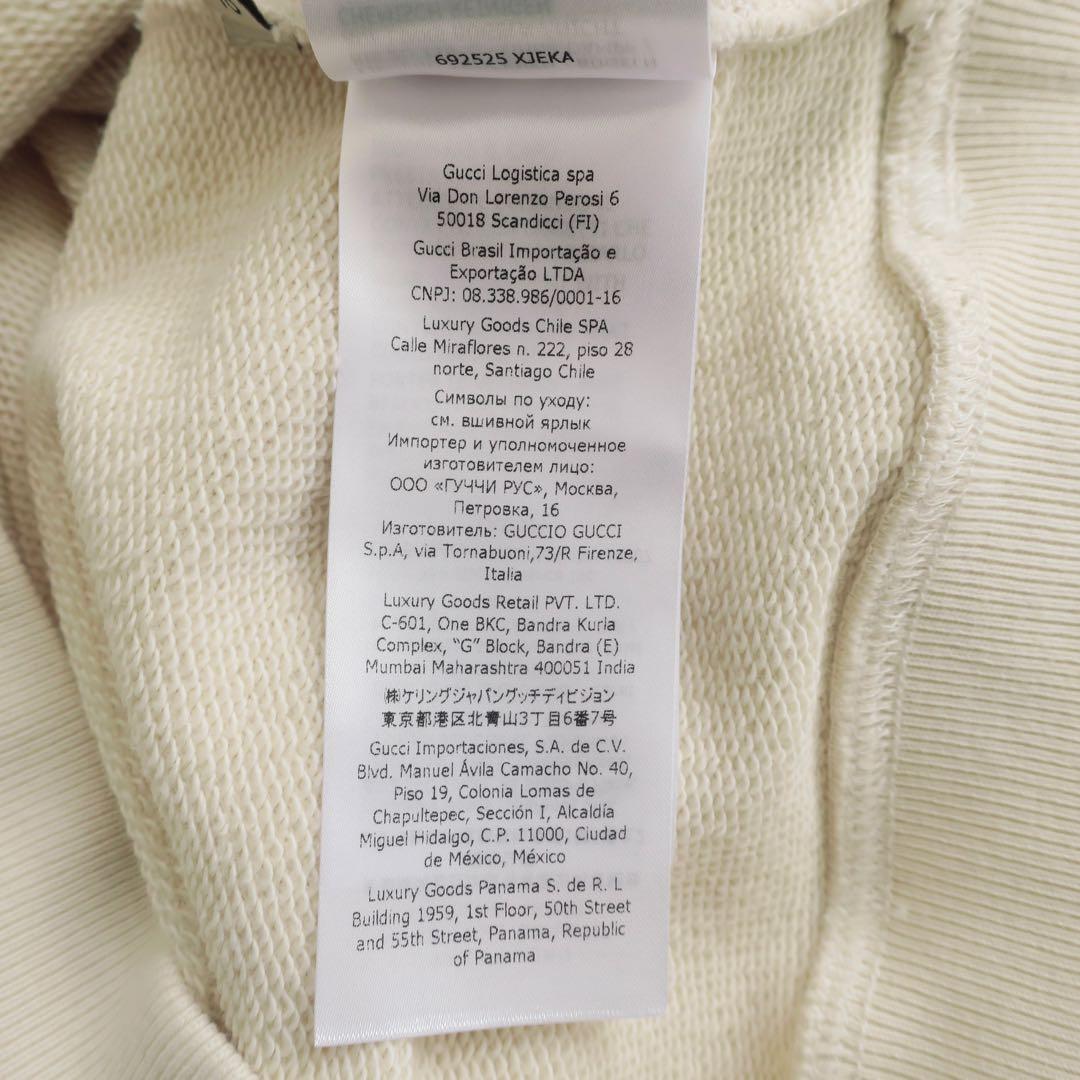 692525 XJEKA
Gucci Logistica spa
Via Don Lorenzo Perosi 6
50018 Scandicci (FI)
Gucci Brasil Importação e
Exportação LTDA
CNPJ: 08.338.986/0001-16
Luxury Goods Chile SPA
Calle Miraflores n. 222, piso 28
norte, Santiago Chile
Символы по уходу:
см. вшивной ярлык
Импортер и уполномоченное
изготовителем лицо:
ООО «ГУЧЧИ РУС», Москва,
Петровка, 16
Изготовитель: GUCCIO GUCCI
S.p.A, via Tornabuoni,73/R Firenze,
Italia
Luxury Goods Retail PVT. LTD.
C-601, One BKC, Bandra Kurla
Complex, “G” Block, Bandra (E)
Mumbai Maharashtra 400051 India
㈱ケリングジャパングッチディビジョン
東京都港区北青山3丁目6番7号
Gucci Importaciones, S.A. de C.V.
Blvd. Manuel Ávila Camacho No. 40,
Piso 19, Colonia Lomas de
Chapultepec, Sección I, Alcaldía
Miguel Hidalgo, C.P. 11000, Ciudad
de México, México
Luxury Goods Panama S. de R. L
Building 1959, 1st Floor, 50th Street
and 55th Street, Panama, Republic
of Panama